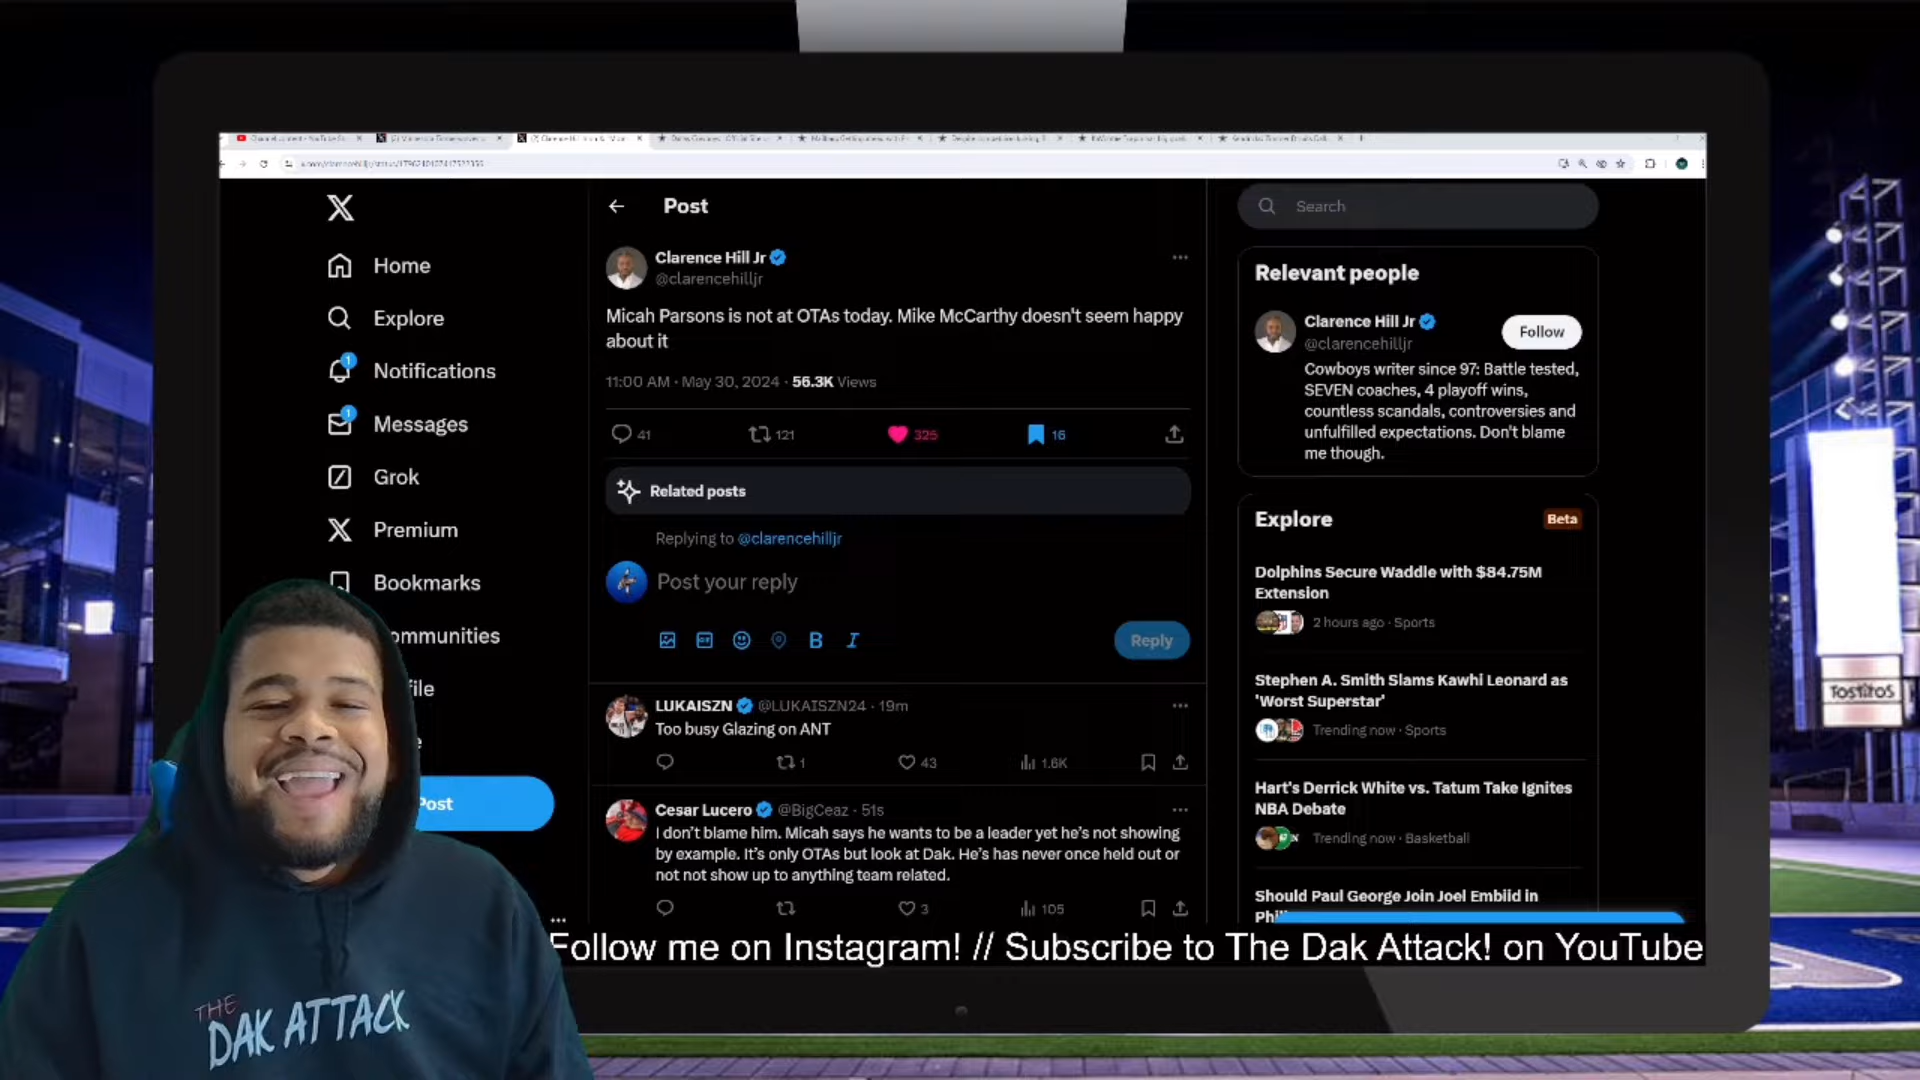 Post
Search
Home
Explore
Notifications
Messages
Grok
Premium
Bookmarks
ommunities
file
e
Post
1
1
Clarence Hill Jr
@clarencehilljr
Micah Parsons is not at OTAs today. Mike McCarthy doesn't seem happy
about it
11:00 AM · May 30, 2024 · 56.3K Views
41 121 325 16
Related posts
Replying to @clarencehilljr
Post your reply
B I
Reply
LUKAISZN @LUKAISZN24 · 19m
Too busy Glazing on ANT
1 43 1.6K
Cesar Lucero @BigCeaz · 51s
I don't blame him. Micah says he wants to be a leader yet he's not showing
by example. It's only OTAs but look at Dak. He's has never once held out or
not not show up to anything team related.
3 105
Relevant people
Clarence Hill Jr
@clarencehilljr
Follow
Cowboys writer since 97: Battle tested,
SEVEN coaches, 4 playoff wins,
countless scandals, controversies and
unfulfilled expectations. Don't blame
me though.
Explore
Beta
Dolphins Secure Waddle with $84.75M
Extension
2 hours ago · Sports
Stephen A. Smith Slams Kawhi Leonard as
'Worst Superstar'
Trending now · Sports
Hart's Derrick White vs. Tatum Take Ignites
NBA Debate
Trending now · Basketball
Should Paul George Join Joel Embiid in
Phi
Follow me on Instagram! // Subscribe to The Dak Attack! on YouTube
THE
DAK ATTACK
TOSTITOS